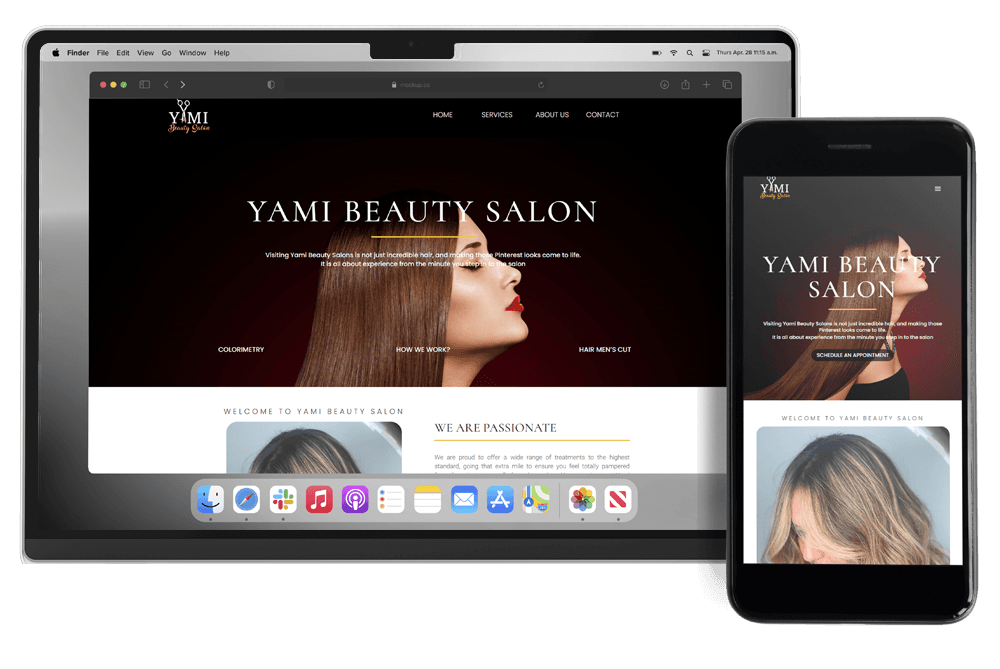 Finder File Edit View Go Window Help
Thurs Apr. 28 11:15 a.m.
mockup.co
YAMI
Beauty Salon
HOME SERVICES ABOUT US CONTACT
YAMI BEAUTY SALON
Visiting Yami Beauty Salons is not just incredible hair, and making those Pinterest looks come to life.
It is all about experience from the minute you step in to the salon
COLORIMETRY HOW WE WORK? HAIR MEN'S CUT
WELCOME TO YAMI BEAUTY SALON
WE ARE PASSIONATE
We are proud to offer a wide range of treatments to the highest
standard, going that extra mile to ensure you feel totally pampered
YAMI
Beauty Salon
YAMI BEAUTY
SALON
Visiting Yami Beauty Salons is not just incredible hair, and making those
Pinterest looks come to life.
It is all about experience from the minute you step in to the salon
SCHEDULE AN APPOINTMENT
WELCOME TO YAMI BEAUTY SALON